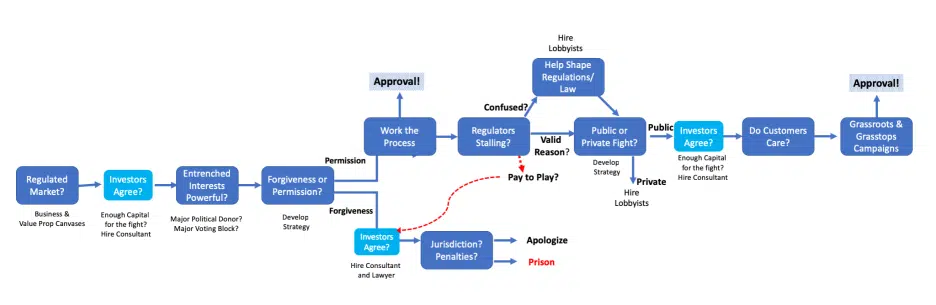 Regulated
Market?
Business &
Value Prop Canvases
Investors
Agree?
Enough Capital
for the fight?
Hire Consultant
Entrenched
Interests
Powerful?
Major Political Donor?
Major Voting Block?
Forgiveness or
Permission?
Develop
Strategy
Permission
Forgiveness
Approval!
Work the
Process
Regulators
Stalling?
Confused?
Hire
Lobbyists
Help Shape
Regulations/
Law
Valid
Reason?
Pay to Play?
Public or
Private Fight?
Develop
Strategy
Private
Hire
Lobbyists
Public
Investors
Agree?
Enough Capital
for the fight?
Hire Consultant
Do Customers
Care?
Grassroots &
Grasstops
Campaigns
Approval!
Investors
Agree?
Hire Consultant
and Lawyer
Jurisdiction?
Penalties?
Apologize
Prison